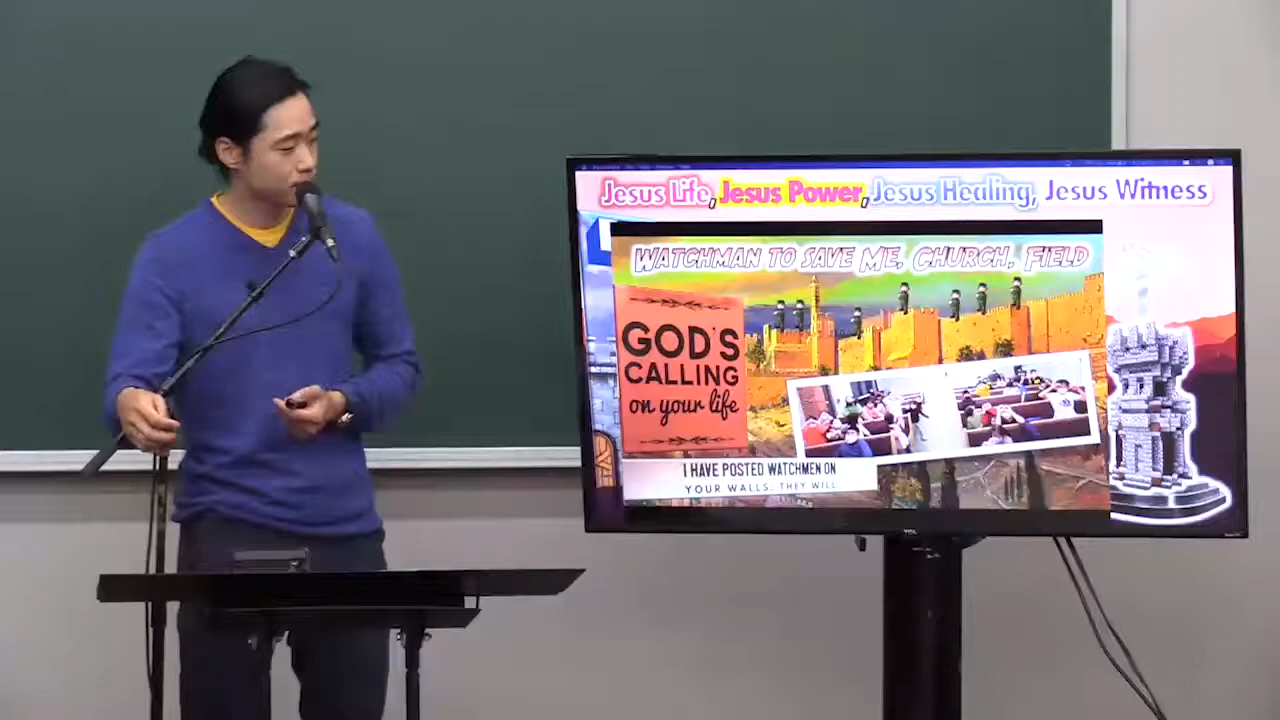 Jesus Life, Jesus Power, Jesus Healing, Jesus Witness
WATCHMAN TO SAVE ME, CHURCH, FIELD
GOD'S
CALLING
on your life
I HAVE POSTED WATCHMEN ON
YOUR WALLS; THEY WILL
TCL